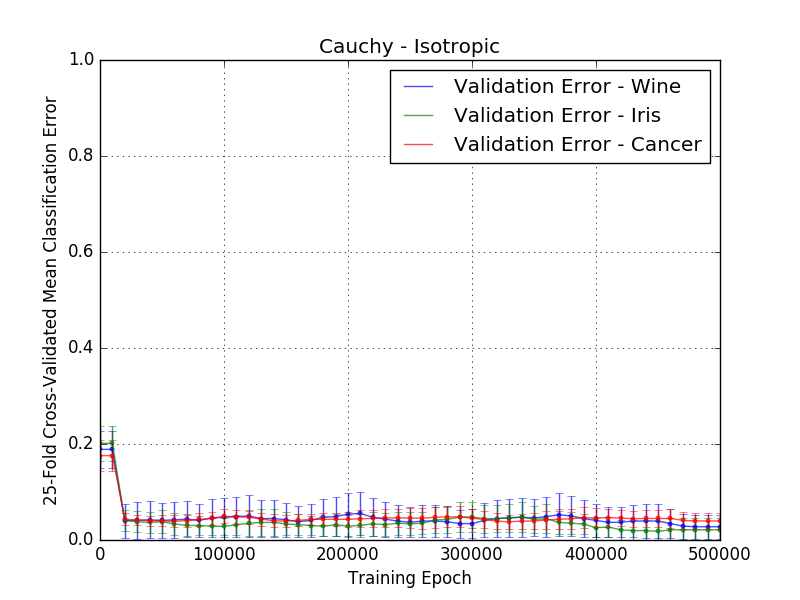 Cauchy - Isotropic
Validation Error - Wine
Validation Error - Iris
Validation Error - Cancer
25-Fold Cross-Validated Mean Classification Error
1.0
0.8
0.6
0.4
0.2
0.0
0 100000 200000 300000 400000 500000
Training Epoch